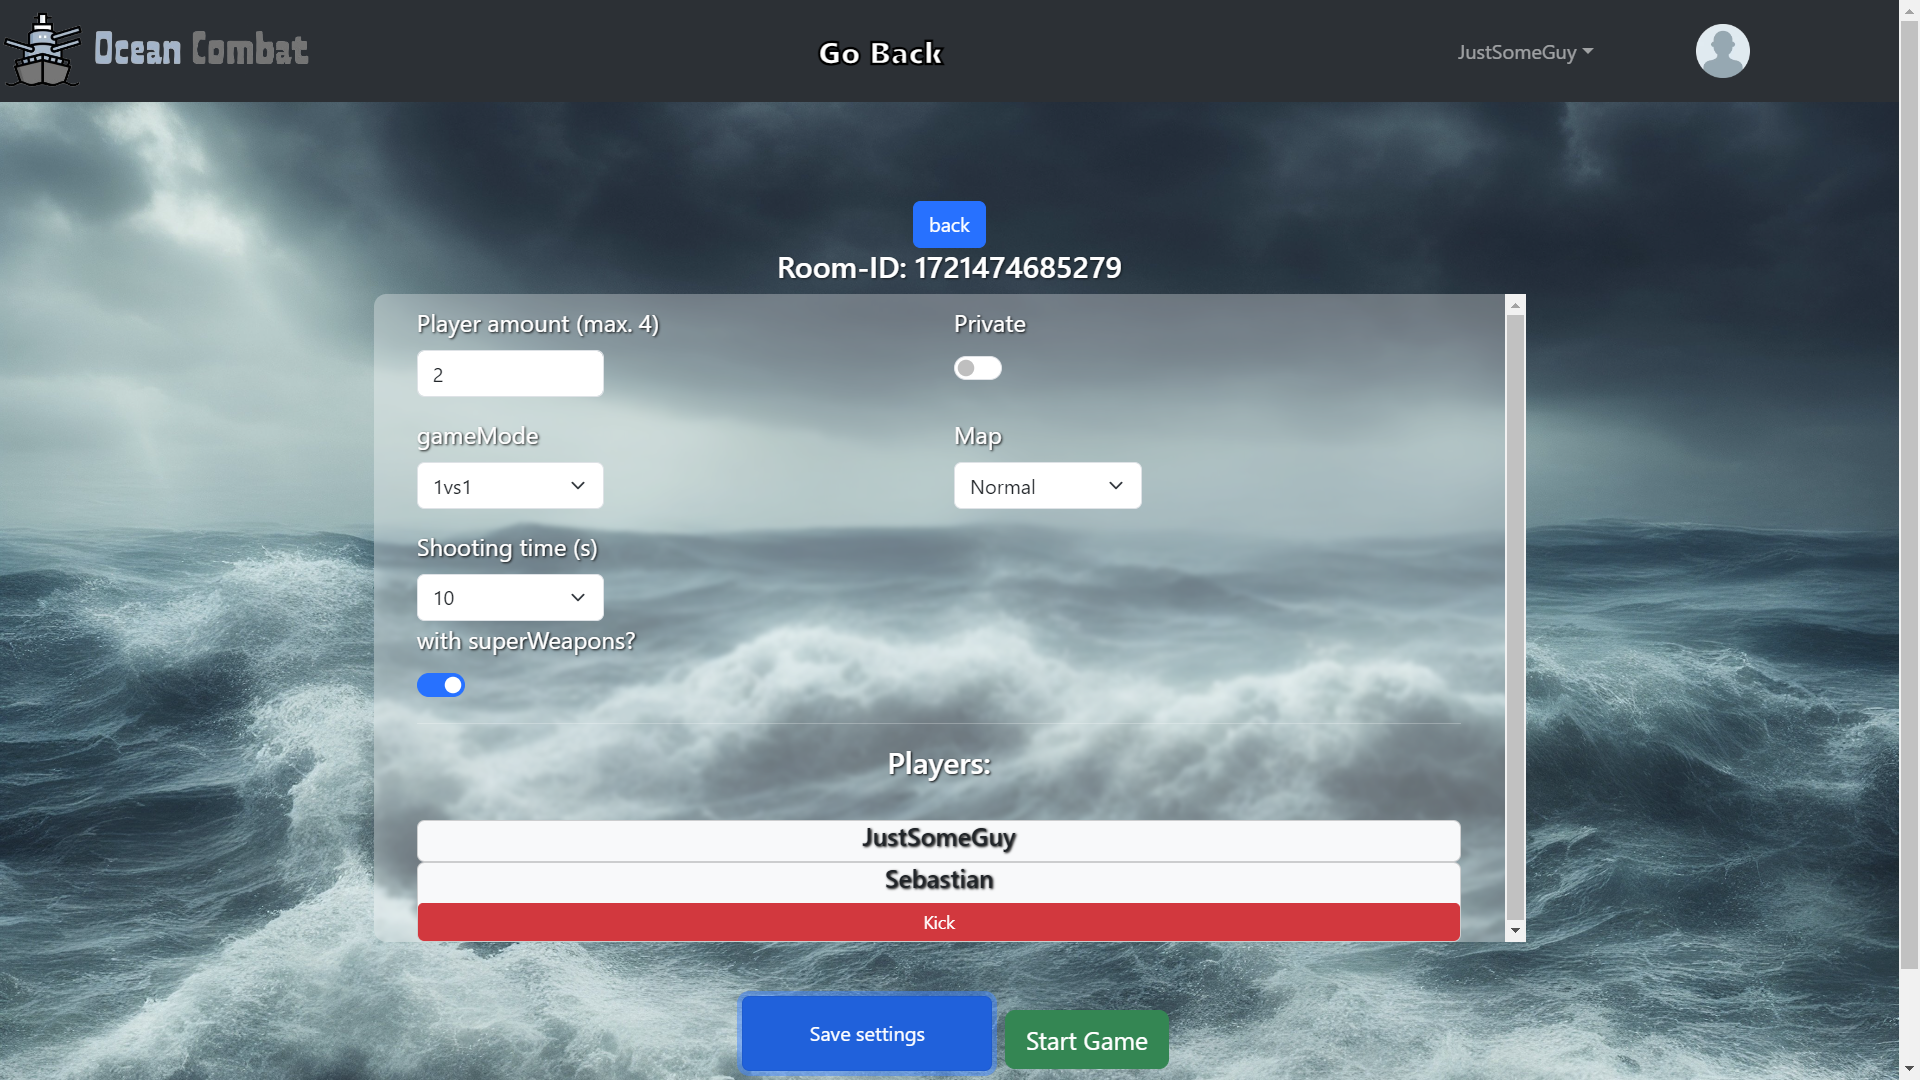 Ocean Combat
Go Back
JustSomeGuy
back
Room-ID: 1721474685279
Player amount (max. 4)
Private
2
gameMode
Map
1vs1
Normal
Shooting time (s)
10
with superWeapons?
Players:
JustSomeGuy
Sebastian
Kick
Save settings
Start Game